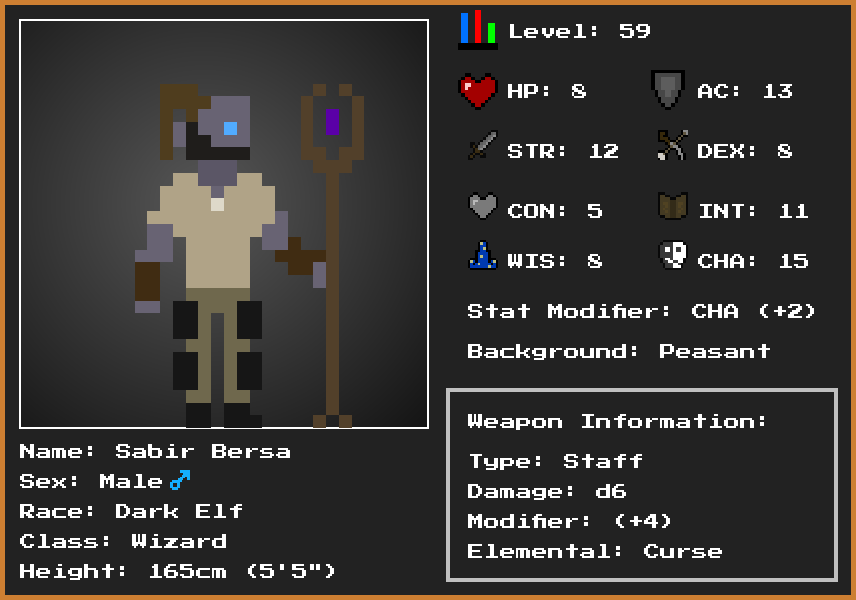 Level: 59
HP: 8
AC: 13
STR: 12
DEX: 8
CON: 5
INT: 11
WIS: 8
CHA: 15
Stat Modifier: CHA (+2)
Background: Peasant
Weapon Information:
Type: Staff
Damage: d6
Modifier: (+4)
Elemental: Curse
Name: Sabir Bersa
Sex: Male♂
Race: Dark Elf
Class: Wizard
Height: 165cm (5'5")